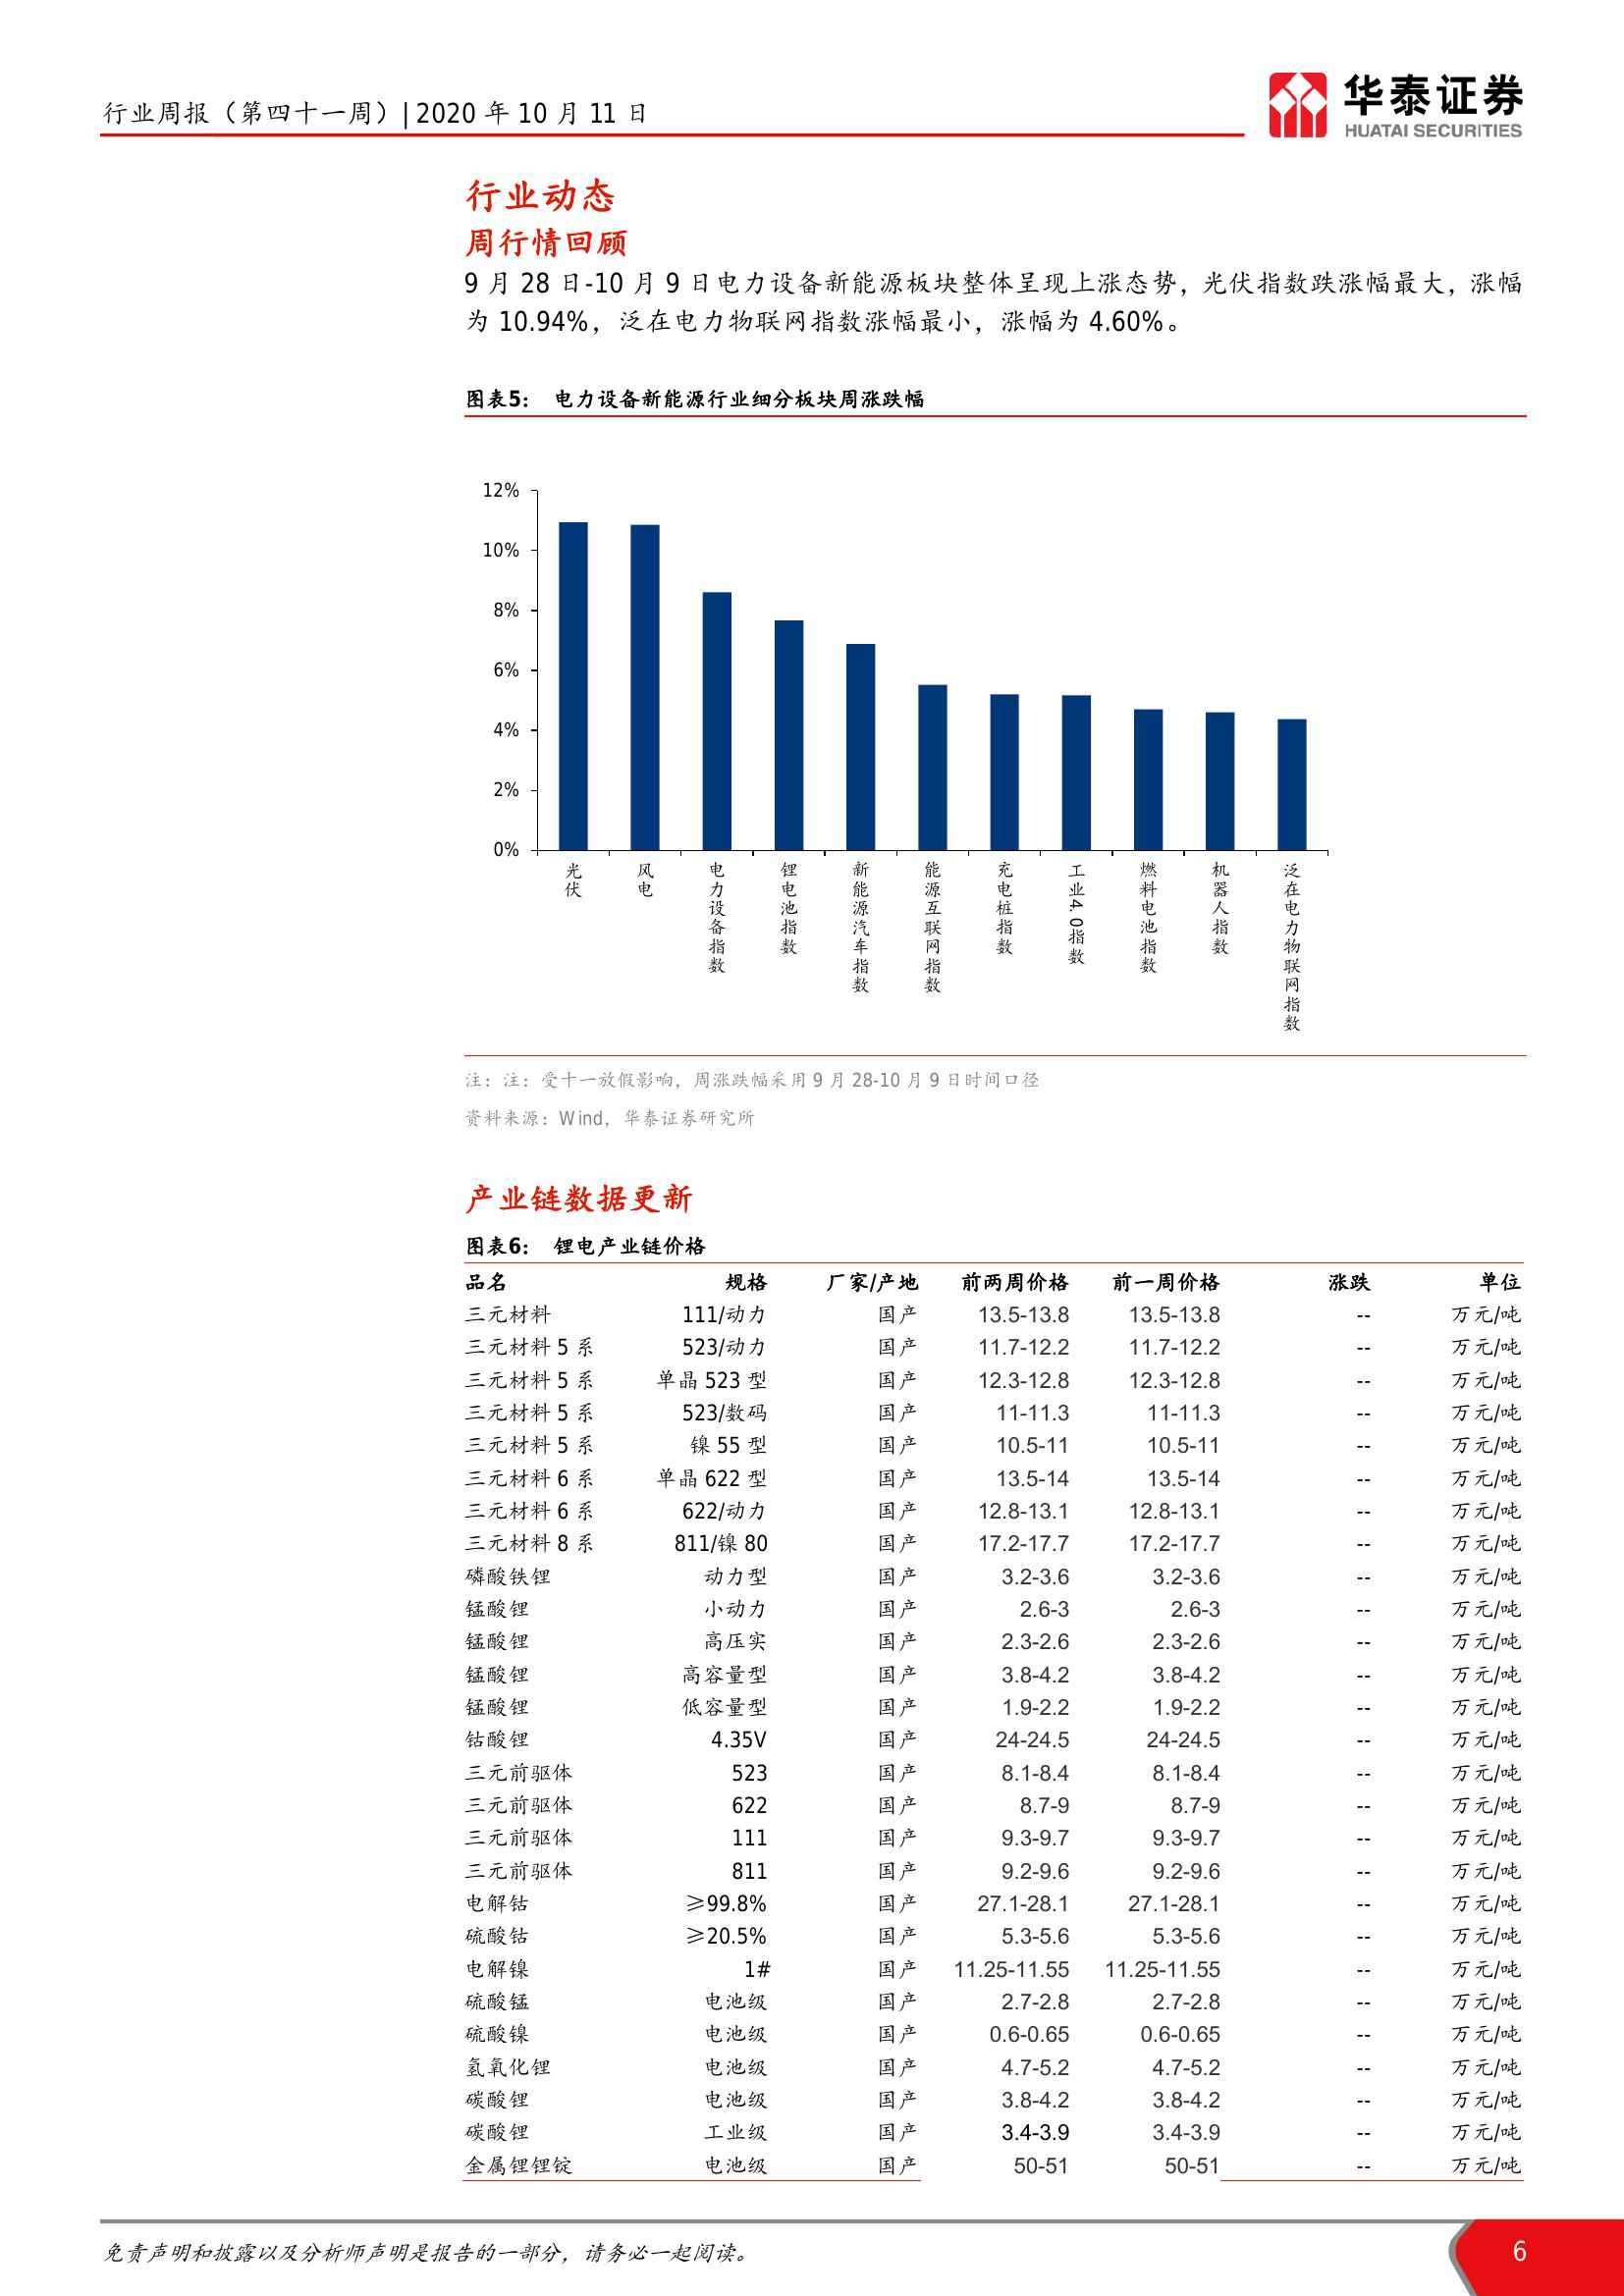 行业周报（第四十一周）|2020 年 10 月 11 日
华泰证券
HUATAI SECURITIES
行业动态
周行情回顾
9 月 28 日-10 月 9 日电力设备新能源板块整体呈现上涨态势，光伏指数跌涨幅最大，涨幅
为 10.94%，泛在电力物联网指数涨幅最小，涨幅为 4.60%。
图表5： 电力设备新能源行业细分板块周涨跌幅
12%
10%
8%
6%
4%
2%
0%
光伏
风电
电力设备指数
锂电池指数
新能源汽车指数
能源互联网指数
充电桩指数
工业4.0指数
燃料电池指数
机器人指数
泛在电力物联网指数
注：注：受十一放假影响，周涨跌幅采用 9 月 28-10 月 9 日时间口径
资料来源：Wind，华泰证券研究所
产业链数据更新
图表6： 锂电产业链价格
品名 规格 厂家/产地 前两周价格 前一周价格 涨跌 单位
三元材料 111/动力 国产 13.5-13.8 13.5-13.8 -- 万元/吨
三元材料 5 系 523/动力 国产 11.7-12.2 11.7-12.2 -- 万元/吨
三元材料 5 系 单晶 523 型 国产 12.3-12.8 12.3-12.8 -- 万元/吨
三元材料 5 系 523/数码 国产 11-11.3 11-11.3 -- 万元/吨
三元材料 5 系 镍 55 型 国产 10.5-11 10.5-11 -- 万元/吨
三元材料 6 系 单晶 622 型 国产 13.5-14 13.5-14 -- 万元/吨
三元材料 6 系 622/动力 国产 12.8-13.1 12.8-13.1 -- 万元/吨
三元材料 8 系 811/镍 80 国产 17.2-17.7 17.2-17.7 -- 万元/吨
磷酸铁锂 动力型 国产 3.2-3.6 3.2-3.6 -- 万元/吨
锰酸锂 小动力 国产 2.6-3 2.6-3 -- 万元/吨
锰酸锂 高压实 国产 2.3-2.6 2.3-2.6 -- 万元/吨
锰酸锂 高容量型 国产 3.8-4.2 3.8-4.2 -- 万元/吨
锰酸锂 低容量型 国产 1.9-2.2 1.9-2.2 -- 万元/吨
钴酸锂 4.35V 国产 24-24.5 24-24.5 -- 万元/吨
三元前驱体 523 国产 8.1-8.4 8.1-8.4 -- 万元/吨
三元前驱体 622 国产 8.7-9 8.7-9 -- 万元/吨
三元前驱体 111 国产 9.3-9.7 9.3-9.7 -- 万元/吨
三元前驱体 811 国产 9.2-9.6 9.2-9.6 -- 万元/吨
电解钴 ≥99.8% 国产 27.1-28.1 27.1-28.1 -- 万元/吨
硫酸钴 ≥20.5% 国产 5.3-5.6 5.3-5.6 -- 万元/吨
电解镍 1# 国产 11.25-11.55 11.25-11.55 -- 万元/吨
硫酸锰 电池级 国产 2.7-2.8 2.7-2.8 -- 万元/吨
硫酸镍 电池级 国产 0.6-0.65 0.6-0.65 -- 万元/吨
氢氧化锂 电池级 国产 4.7-5.2 4.7-5.2 -- 万元/吨
碳酸锂 电池级 国产 3.8-4.2 3.8-4.2 -- 万元/吨
碳酸锂 工业级 国产 3.4-3.9 3.4-3.9 -- 万元/吨
金属锂锂锭 电池级 国产 50-51 50-51 -- 万元/吨
免责声明和披露以及分析师声明是报告的一部分，请务必一起阅读。
6